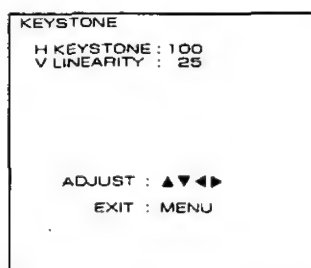 KEYSTONE
H KEYSTONE : 100
V LINEARITY : 25
ADJUST : ▲▼◀▶
EXIT : MENU